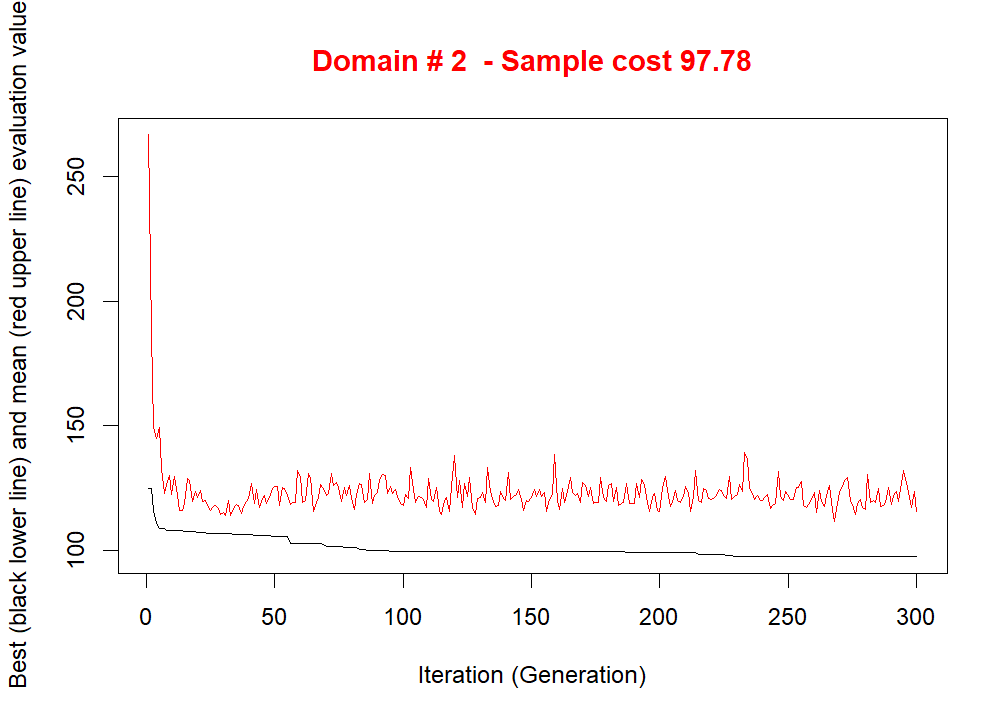 Domain # 2  - Sample cost 97.78
Best (black lower line) and mean (red upper line) evaluation value
250
200
150
100
0 50 100 150 200 250 300
Iteration (Generation)